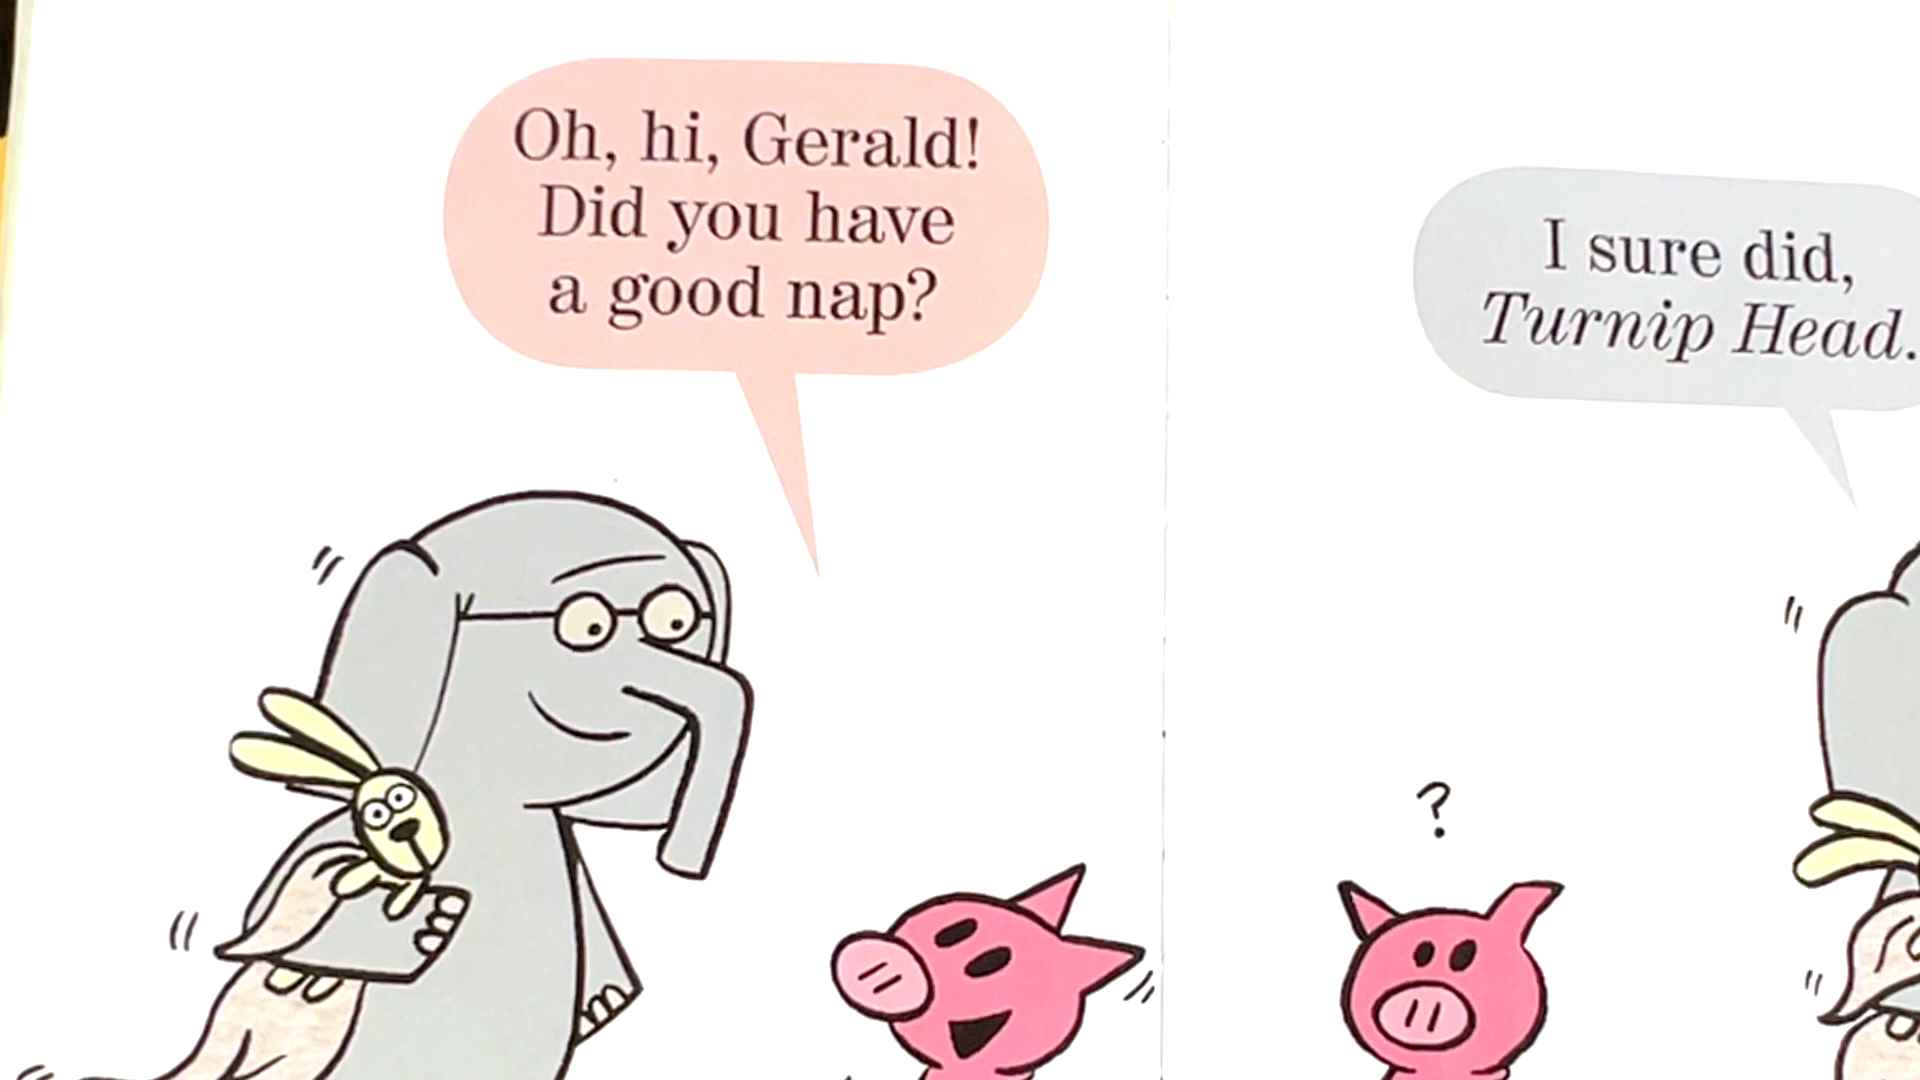 Oh, hi, Gerald!
Did you have
a good nap?
I sure did,
Turnip Head.
?